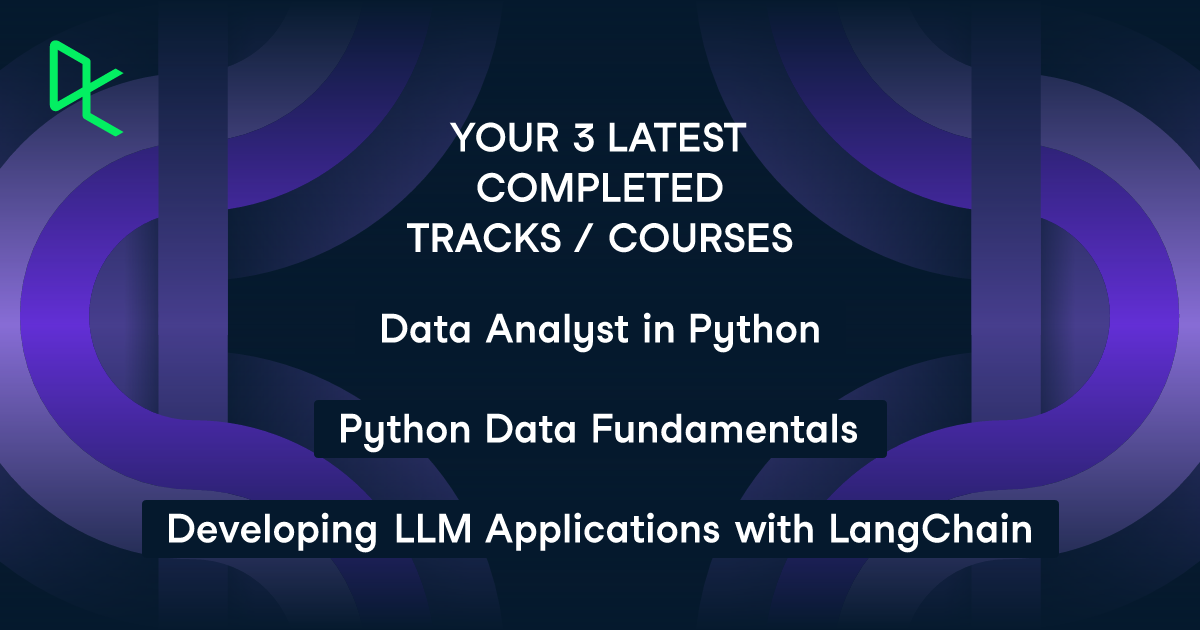 YOUR 3 LATEST
COMPLETED
TRACKS / COURSES
Data Analyst in Python
Python Data Fundamentals
Developing LLM Applications with LangChain